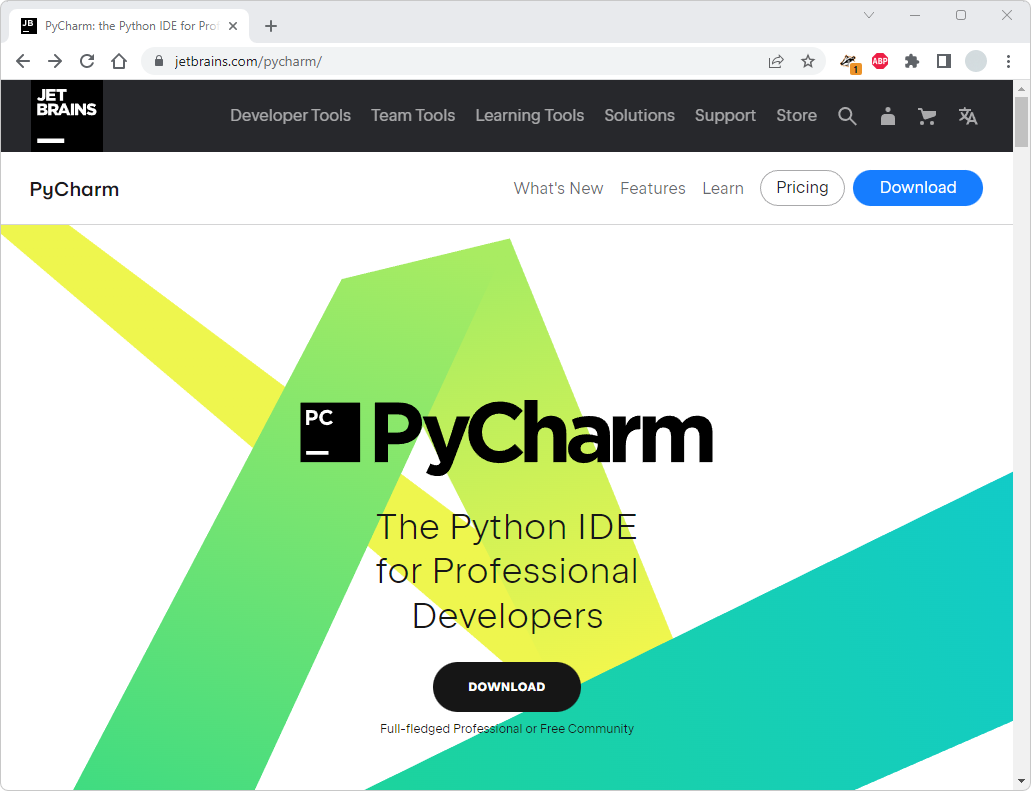 JB
PyCharm: the Python IDE for Prof
jetbrains.com/pycharm/
1
ABP
JET
BRAINS
Developer Tools
Team Tools
Learning Tools
Solutions
Support
Store
PyCharm
What's New
Features
Learn
Pricing
Download
PC
PyCharm
The Python IDE
for Professional
Developers
DOWNLOAD
Full-fledged Professional or Free Community